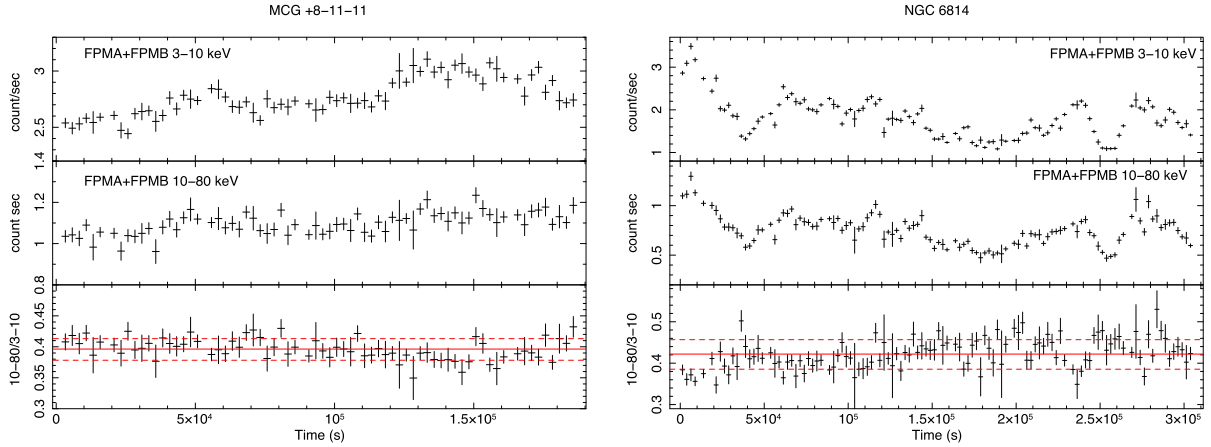 MCG +8−11−11
FPMA+FPMB 3−10 keV
count/sec
3
2.5
FPMA+FPMB 10−80 keV
count sec
1.4
1.2
1
0.8
10−80/3−10
0.45
0.4
0.35
0.3
0
5×10⁴
10⁵
1.5×10⁵
Time (s)
NGC 6814
FPMA+FPMB 3−10 keV
count/sec
3
2
1
FPMA+FPMB 10−80 keV
count sec
1
0.5
10−80/3−10
0.5
0.4
0.3
0
5×10⁴
10⁵
1.5×10⁵
2×10⁵
2.5×10⁵
3×10⁵
Time (s)